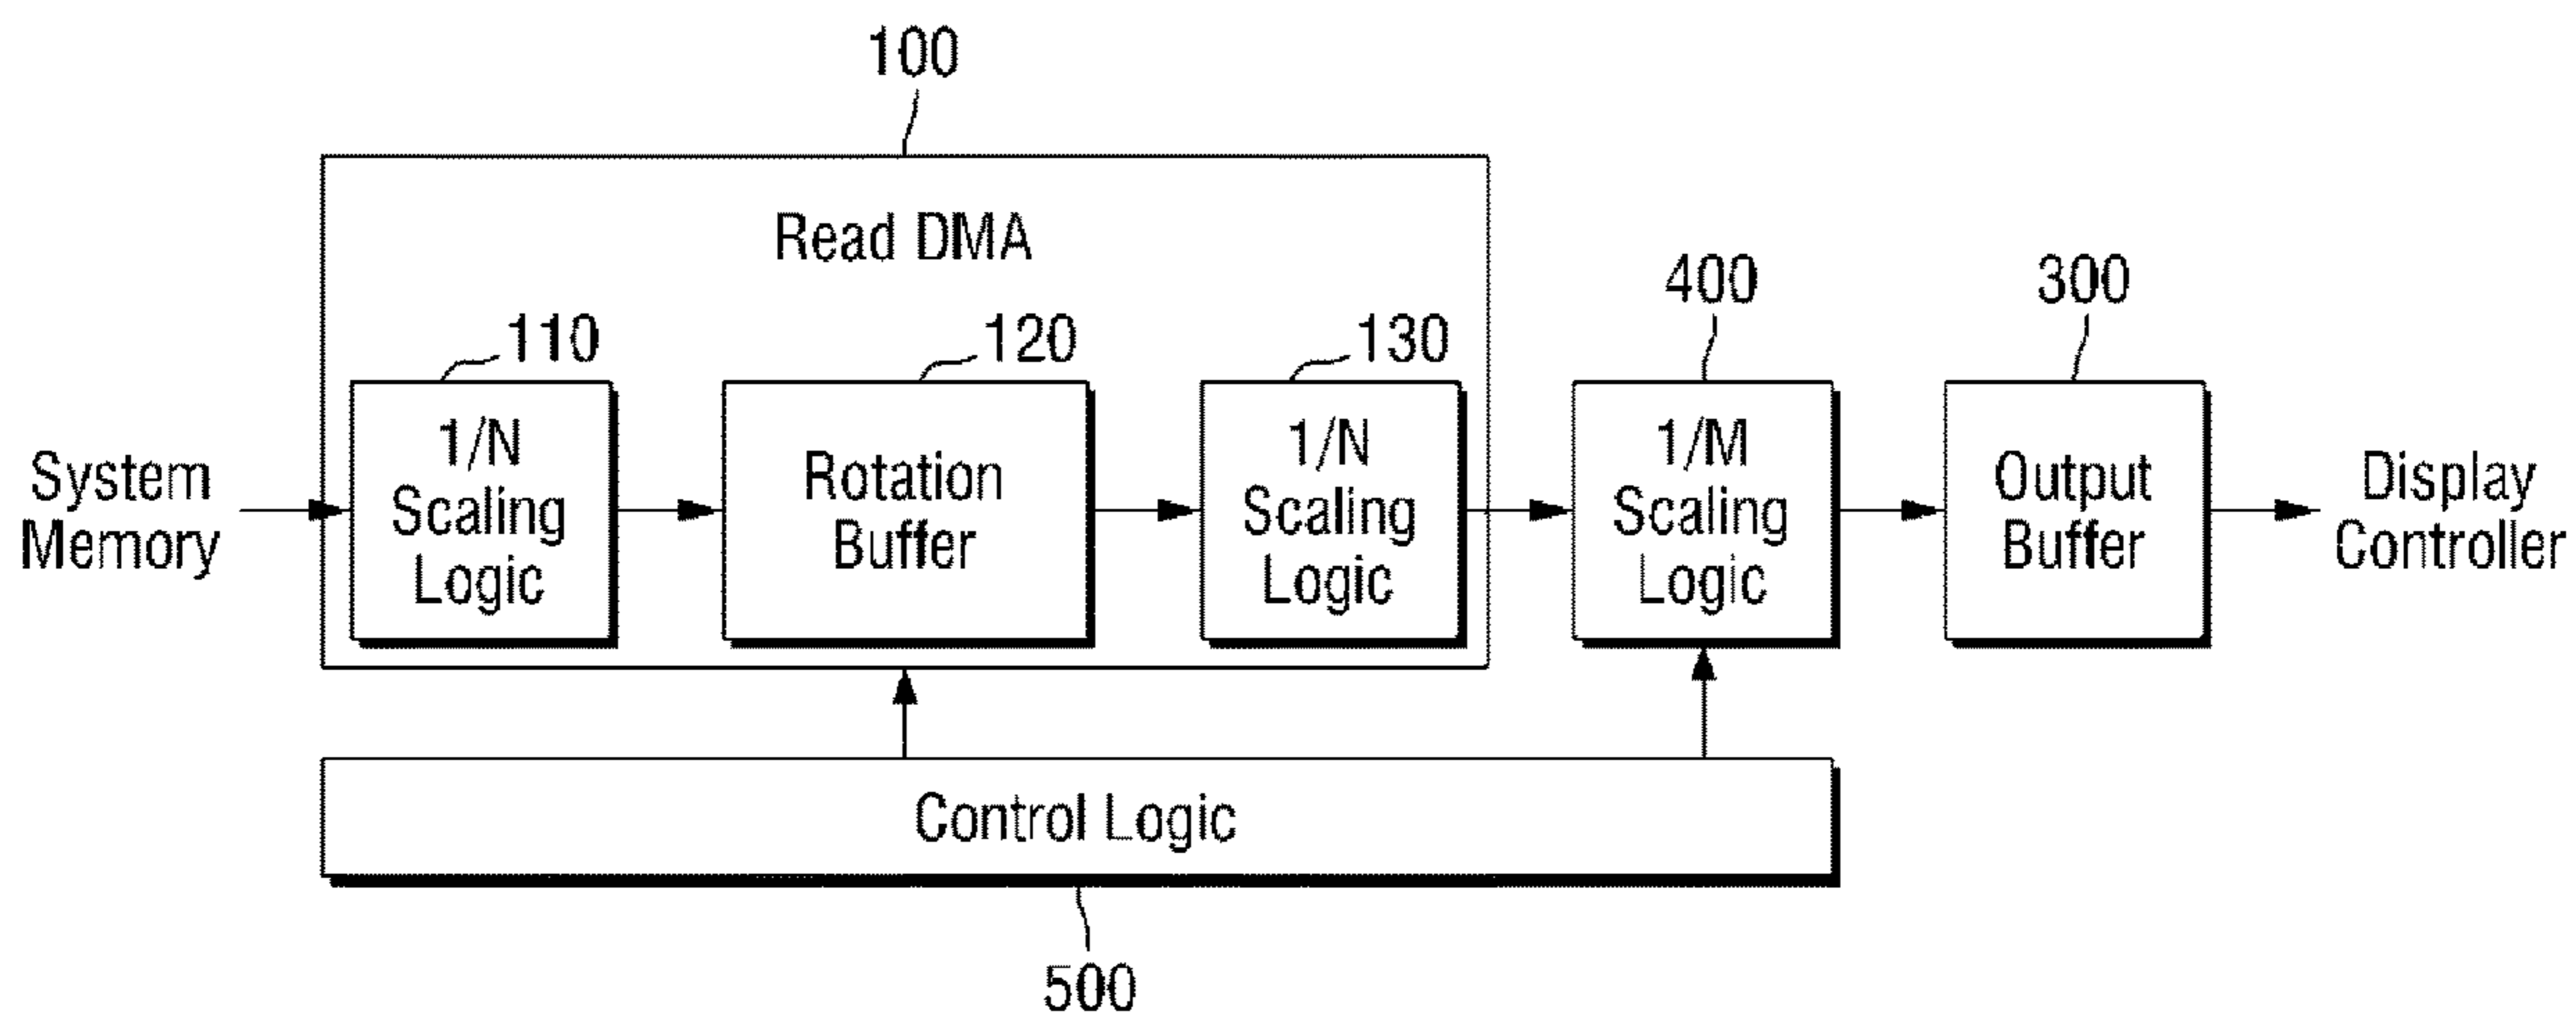 100
Read DMA
400
300
110
120
130
System
Memory
1/N
Scaling
Logic
Rotation
Buffer
1/N
Scaling
Logic
1/M
Scaling
Logic
Output
Buffer
Display
Controller
Control Logic
500